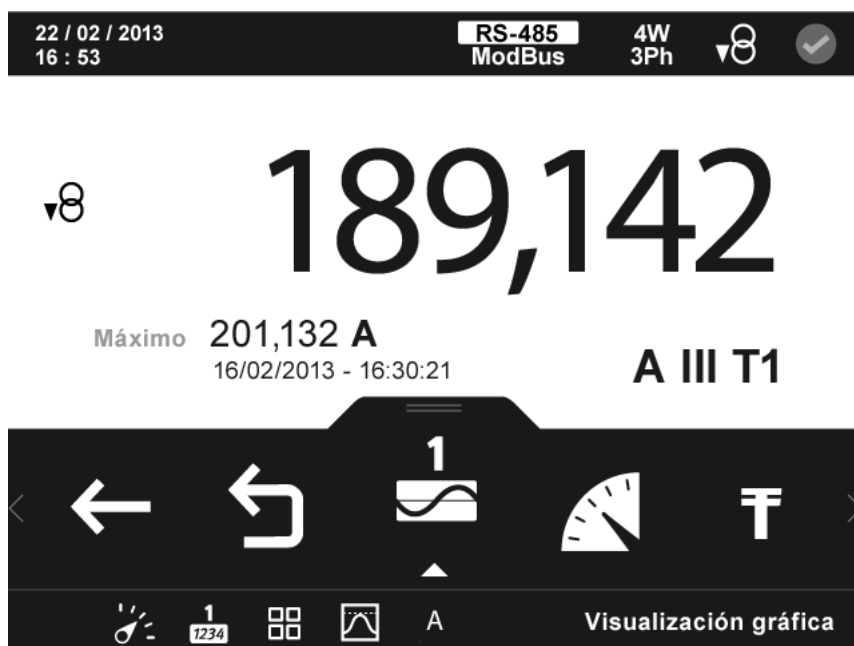 22 / 02 / 2013
16 : 53
RS-485
ModBus
4W
3Ph
189,142
Máximo 201,132 A
16/02/2013 - 16:30:21
A III T1
1
1
1234
A
Visualización gráfica